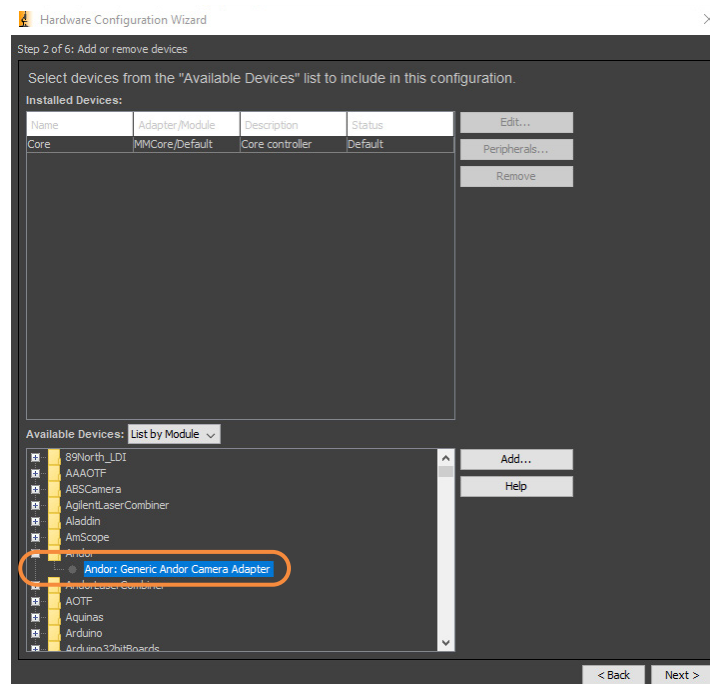 Hardware Configuration Wizard
Step 2 of 6: Add or remove devices
Select devices from the "Available Devices" list to include in this configuration.
Installed Devices:
Name Adapter/Module Description Status
Core MMCore/Default Core controller Default
Edit...
Peripherals...
Remove
Available Devices: List by Module
89North_LDI
AAAOTF
ABSCamera
AgilentLaserCombiner
Aladdin
AmScope
Andor
Andor: Generic Andor Camera Adapter
AndorLaserCombiner
AOTF
Aquinas
Arduino
Arduino32bitBoards
Add...
Help
< Back Next >